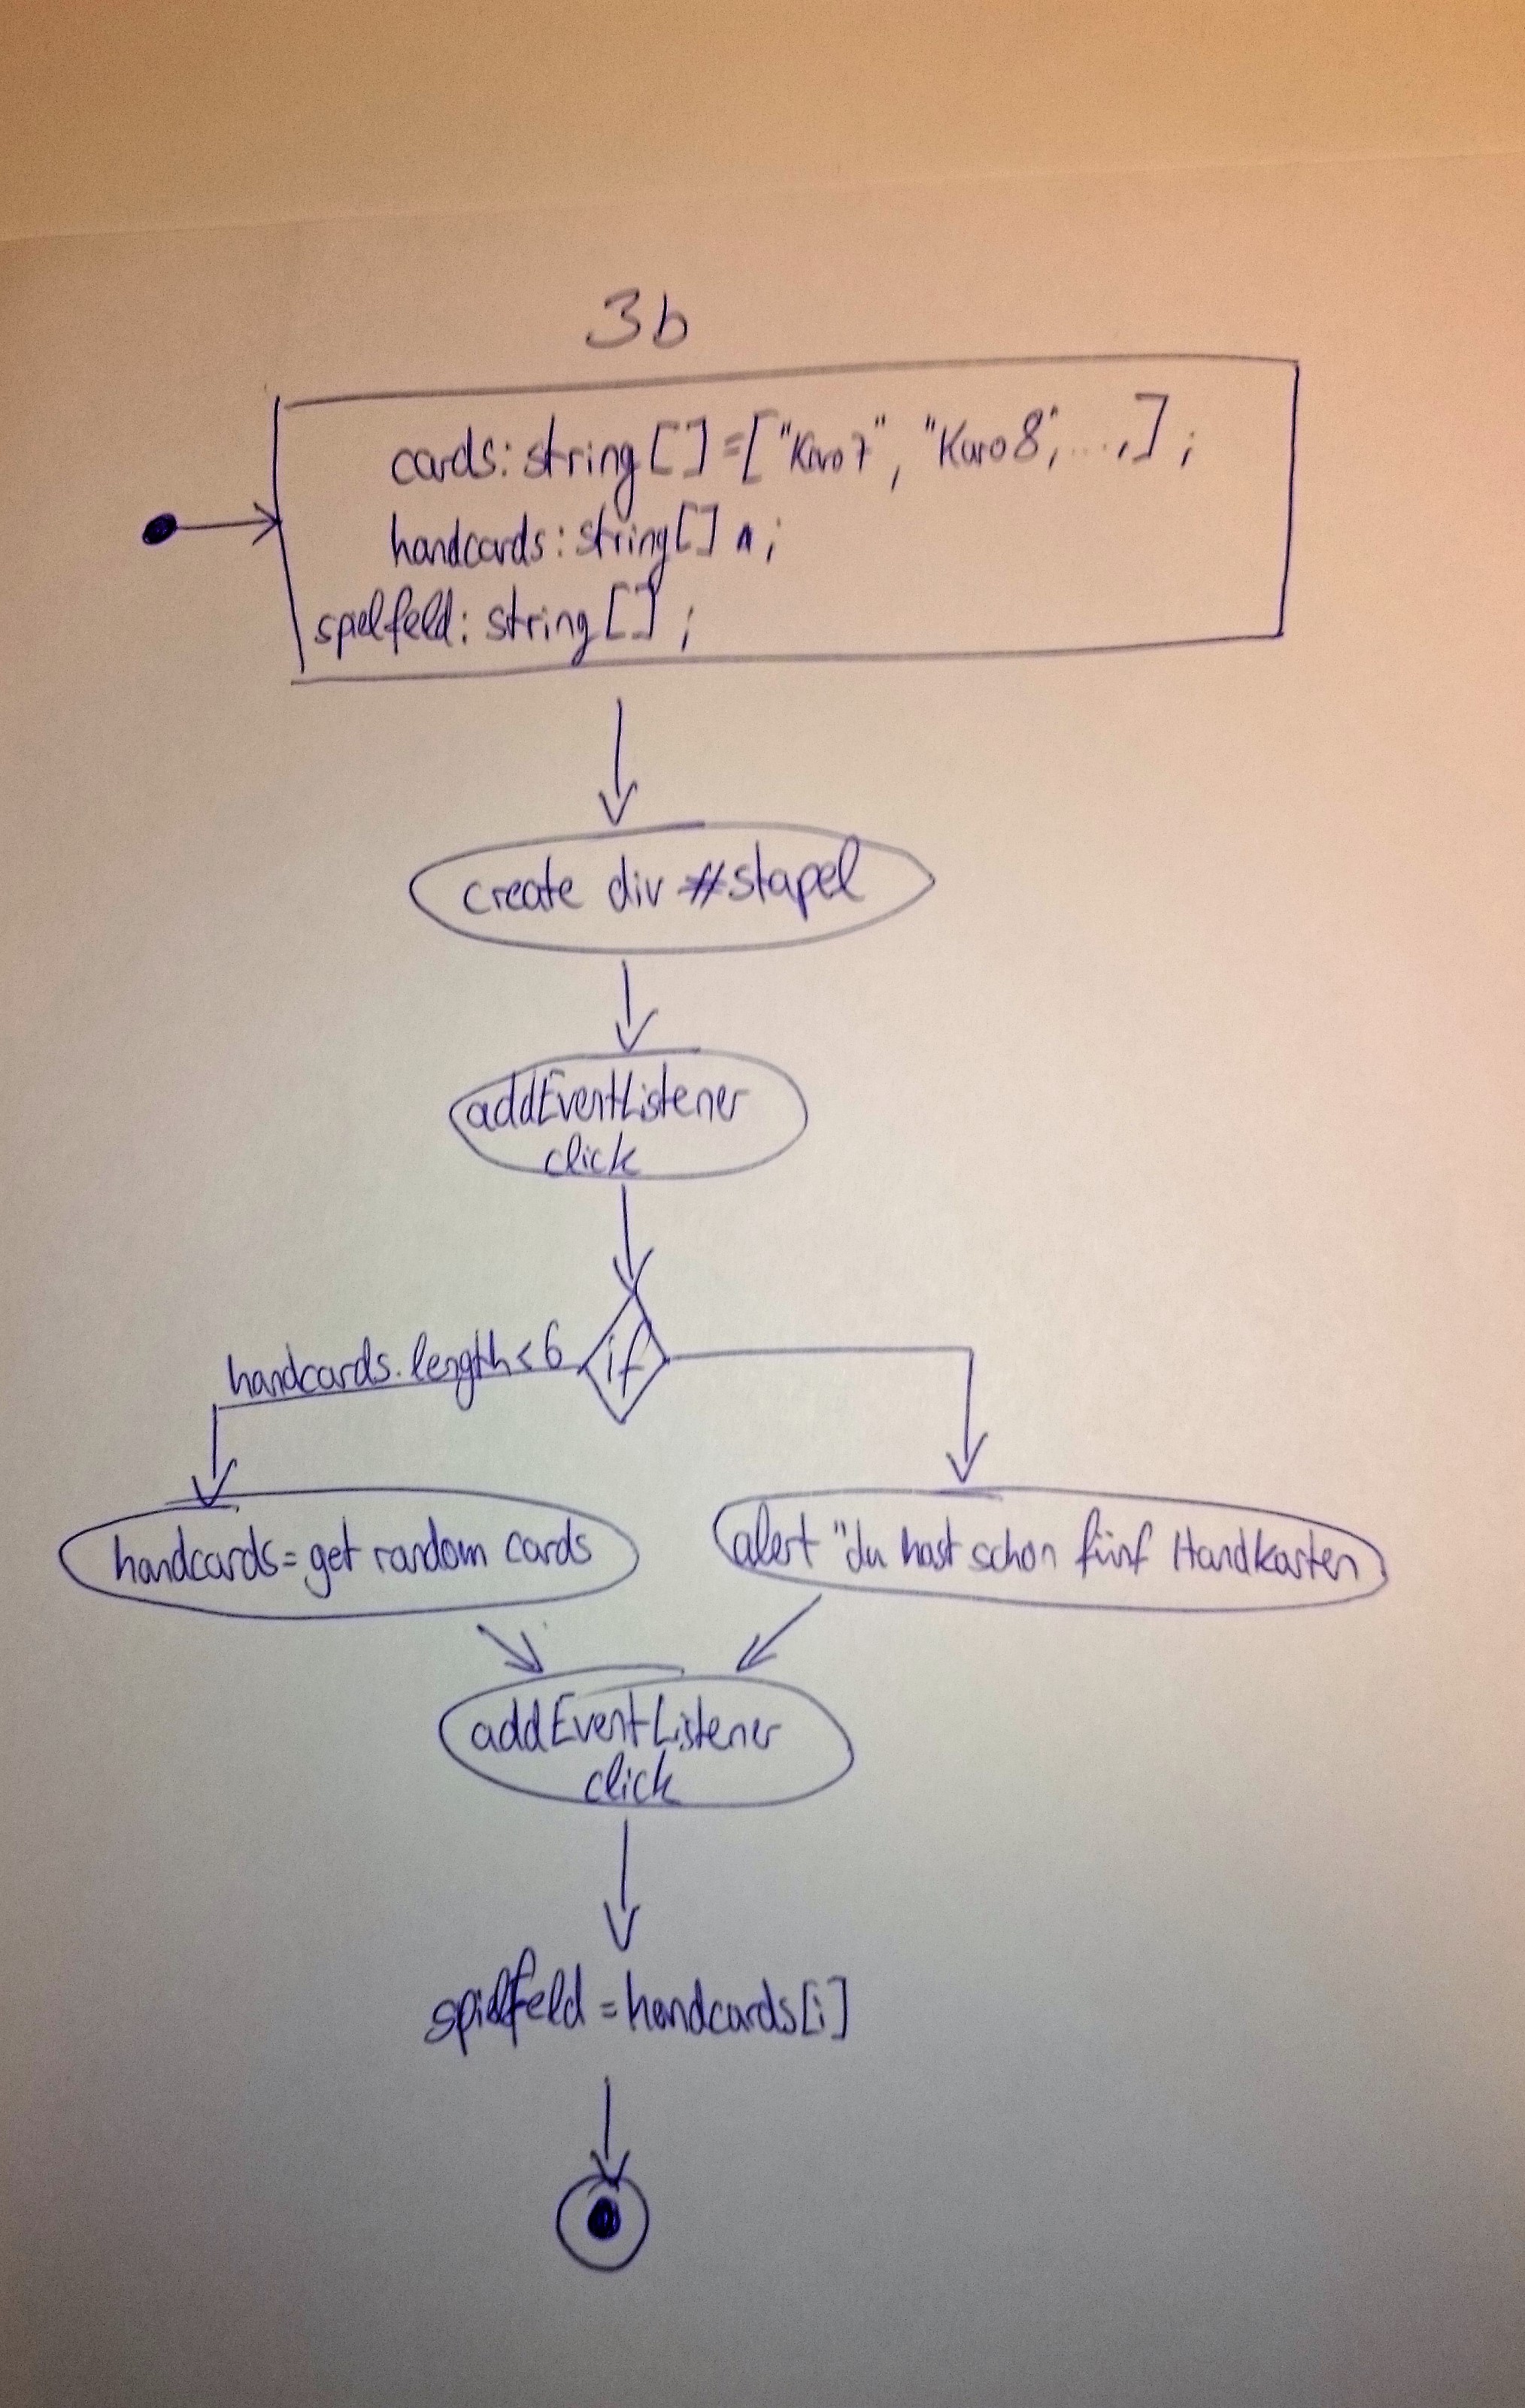 3b
cards: string [] = ["Karo7", "Karo8", ...,];
handcards: string[] ;
spielfeld: string [] ;
create div #stapel
addEventListener
click
if
handcards.length<6
handcards = get random cards
alert "du hast schon fünf Handkarten
addEventListener
click
spielfeld = handcards[i]